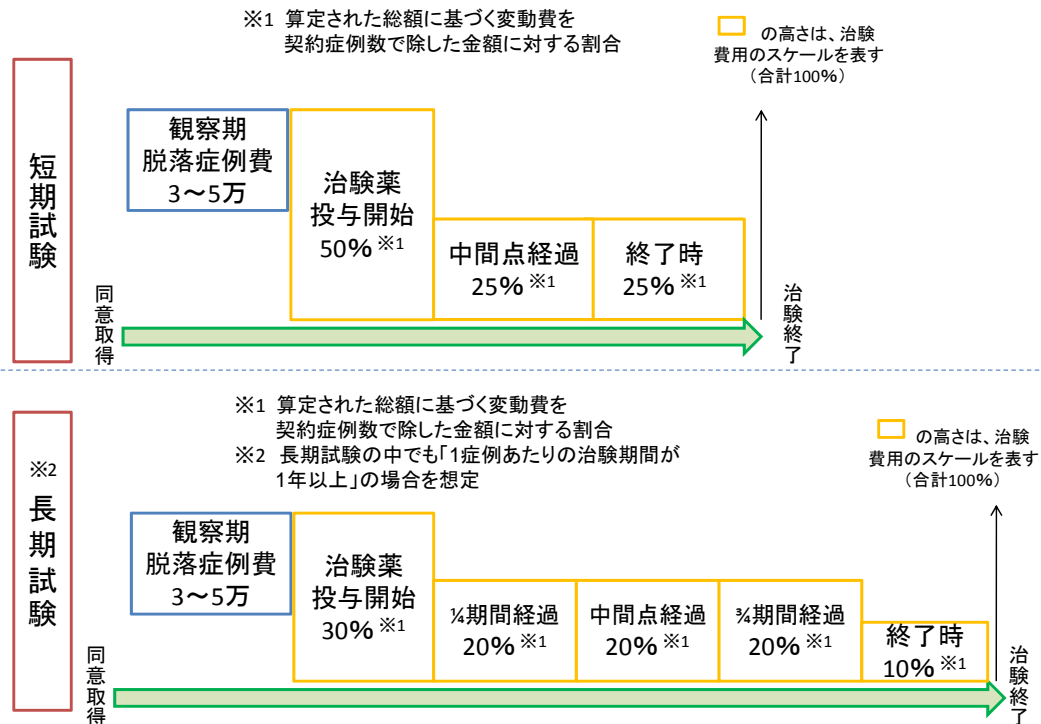 ※1 算定された総額に基づく変動費を
契約症例数で除した金額に対する割合
の高さは、治験
費用のスケールを表す
(合計100%)
短期試験
観察期
脱落症例費
3～5万
治験薬
投与開始
50% ※1
中間点経過
25% ※1
終了時
25% ※1
同意取得
治験終了
※1 算定された総額に基づく変動費を
契約症例数で除した金額に対する割合
※2 長期試験の中でも「1症例あたりの治験期間が
1年以上」の場合を想定
の高さは、治験
費用のスケールを表す
(合計100%)
※2
長期試験
観察期
脱落症例費
3～5万
治験薬
投与開始
30% ※1
¼期間経過
20% ※1
中間点経過
20% ※1
¾期間経過
20% ※1
終了時
10% ※1
同意取得
治験終了